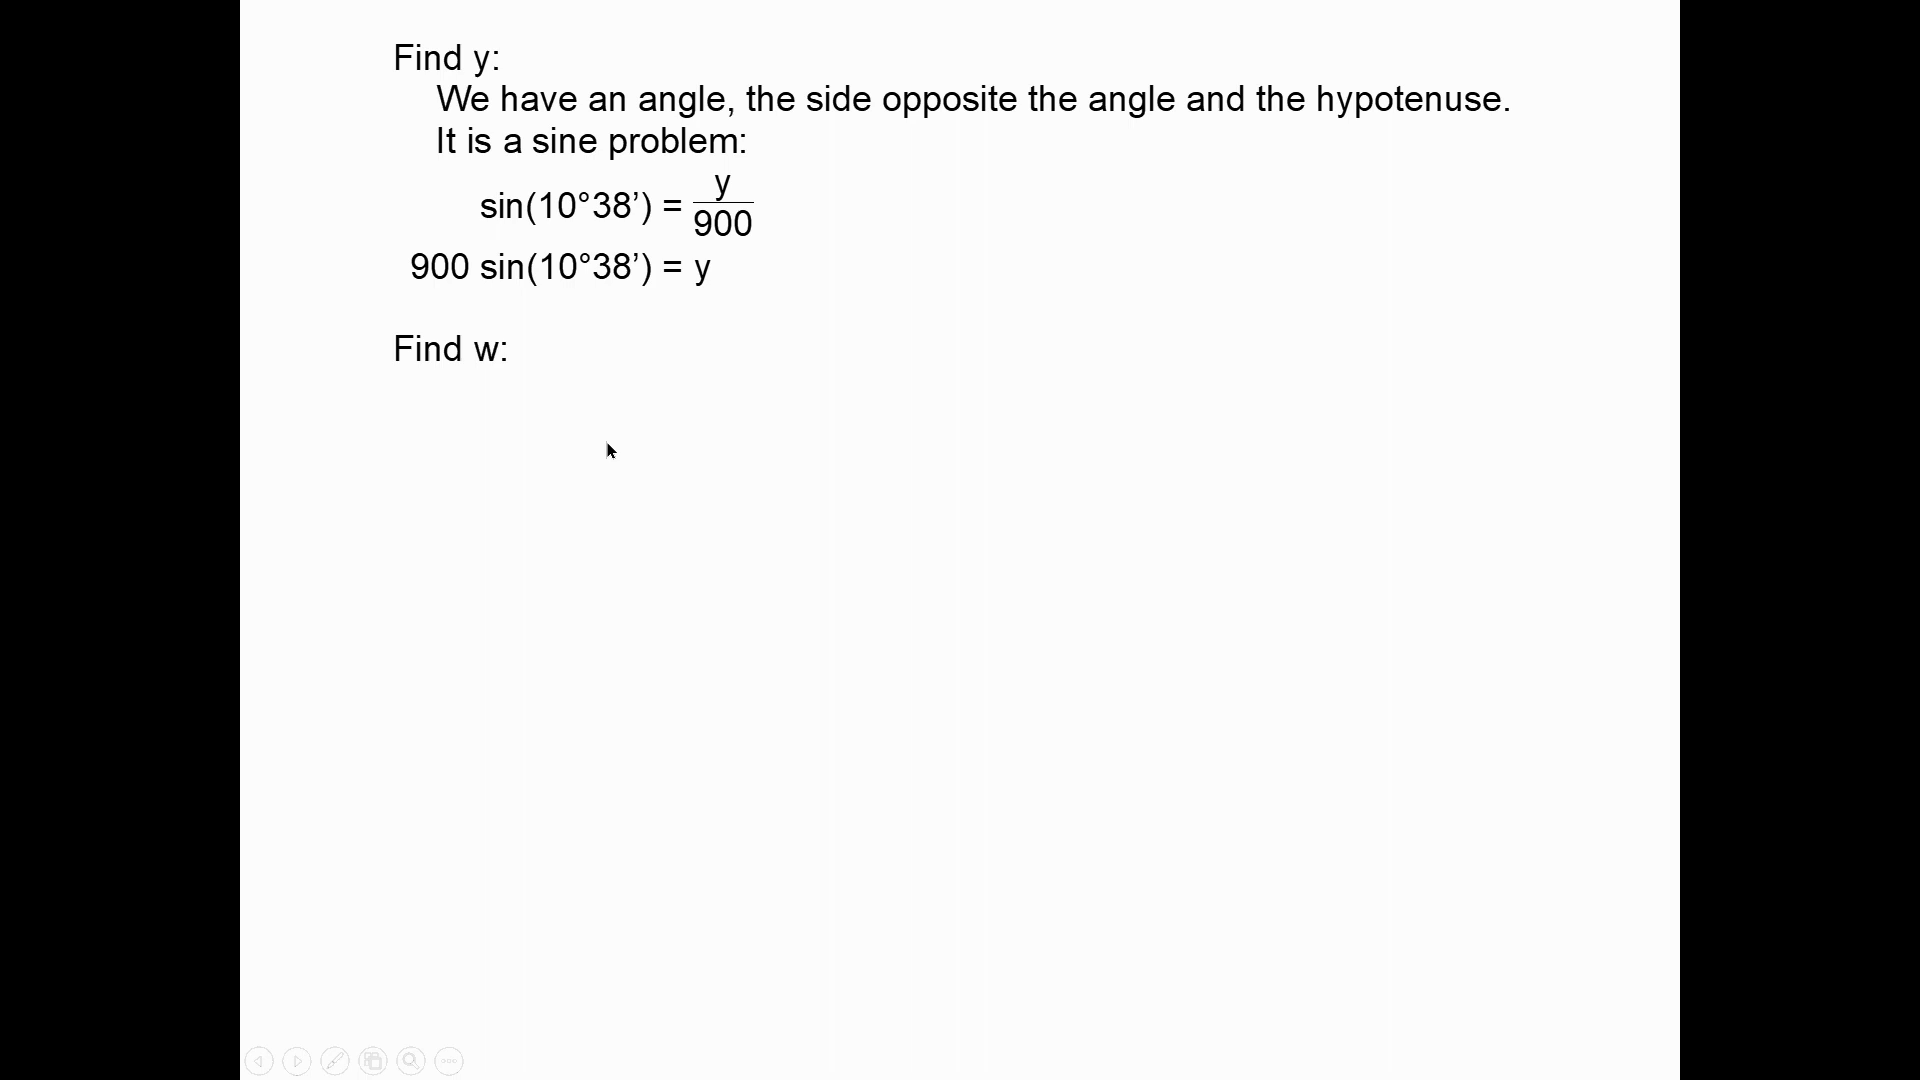 Find y:
We have an angle, the side opposite the angle and the hypotenuse.
It is a sine problem:
sin(10°38’) = y/900
900 sin(10°38’) = y
Find w: